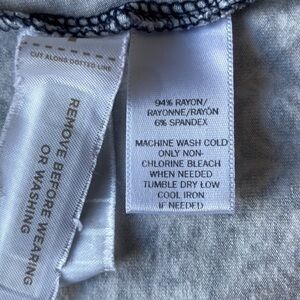 CUT ALONG DOTTED LINE
REMOVE BEFORE WEARING
OR WASHING
94% RAYON/
RAYONNE/RAYÓN
6% SPANDEX
MACHINE WASH COLD
ONLY NON-
CHLORINE BLEACH
WHEN NEEDED
TUMBLE DRY LOW
COOL IRON
IF NEEDED